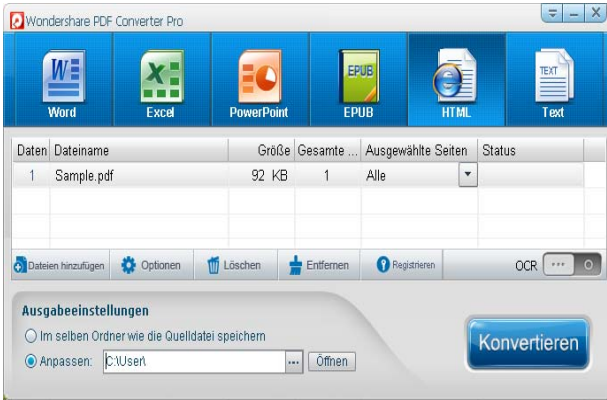 Wondershare PDF Converter Pro
Word Excel PowerPoint EPUB HTML Text
Daten Dateiname Größe Gesamte ... Ausgewählte Seiten Status
1 Sample.pdf 92 KB 1 Alle
Dateien hinzufügen Optionen Löschen Entfernen Registrieren OCR
Ausgabeeinstellungen
Im selben Ordner wie die Quelldatei speichern
Anpassen: C:\User\ ... Öffnen
Konvertieren